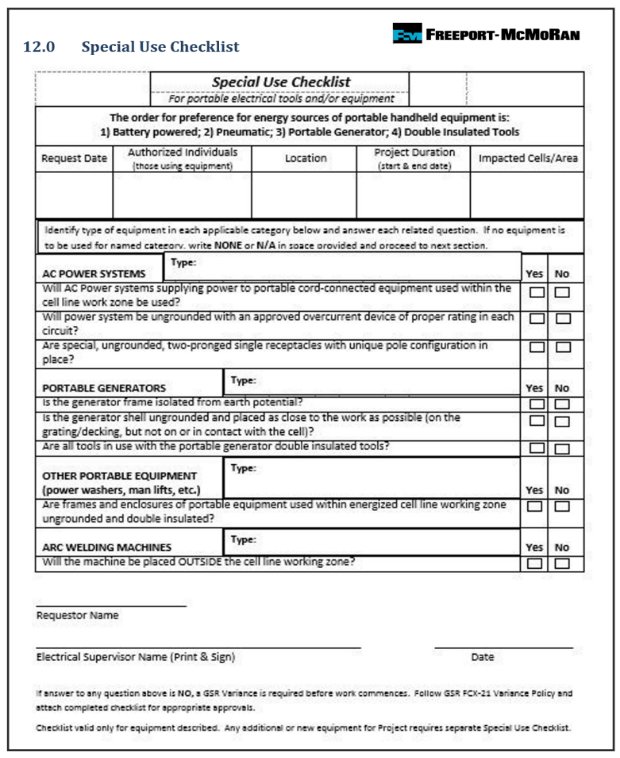 FCX FREEPORT-MCMORAN
12.0 Special Use Checklist
Special Use Checklist
For portable electrical tools and/or equipment
The order for preference for energy sources of portable handheld equipment is:
1) Battery powered; 2) Pneumatic; 3) Portable Generator; 4) Double Insulated Tools
Request Date
Authorized Individuals
(those using equipment)
Location
Project Duration
(start & end date)
Impacted Cells/Area
Identify type of equipment in each applicable category below and answer each related question. If no equipment is
to be used for named category, write NONE or N/A in space provided and proceed to next section.
AC POWER SYSTEMS Type: Yes No
Will AC Power systems supplying power to portable cord-connected equipment used within the
cell line work zone be used?
Will power system be ungrounded with an approved overcurrent device of proper rating in each
circuit?
Are special, ungrounded, two-pronged single receptacles with unique pole configuration in
place?
PORTABLE GENERATORS Type: Yes No
Is the generator frame isolated from earth potential?
Is the generator shell ungrounded and placed as close to the work as possible (on the
grating/decking, but not on or in contact with the cell)?
Are all tools in use with the portable generator double insulated tools?
OTHER PORTABLE EQUIPMENT Type:
(power washers, man lifts, etc.) Yes No
Are frames and enclosures of portable equipment used within energized cell line working zone
ungrounded and double insulated?
ARC WELDING MACHINES Type: Yes No
Will the machine be placed OUTSIDE the cell line working zone?
Requestor Name
Electrical Supervisor Name (Print & Sign) Date
If answer to any question above is NO, a GSR Variance is required before work commences. Follow GSR FCX-21 Variance Policy and
attach completed checklist for appropriate approvals.
Checklist valid only for equipment described. Any additional or new equipment for Project requires separate Special Use Checklist.